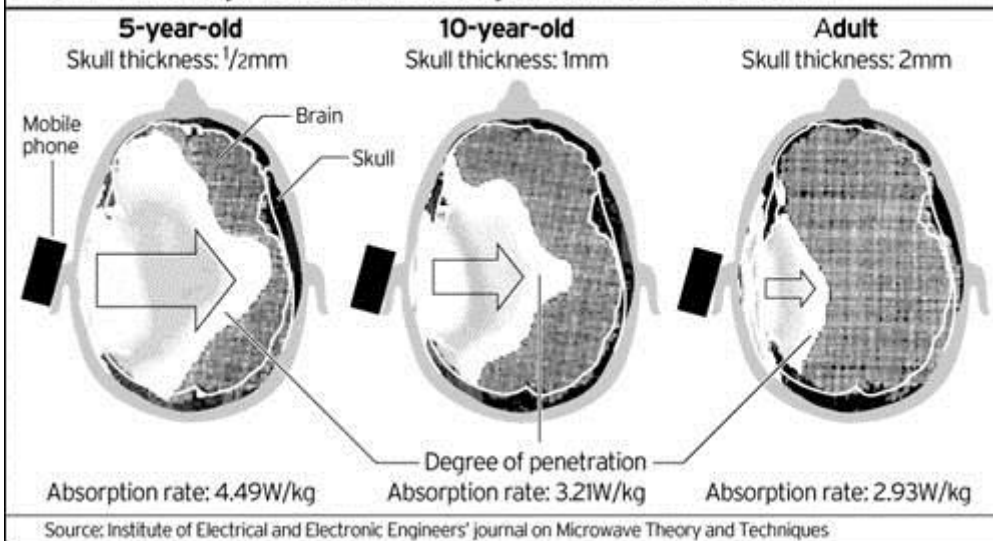 5-year-old
Skull thickness: 1/2mm
10-year-old
Skull thickness: 1mm
Adult
Skull thickness: 2mm
Mobile
phone
Brain
Skull
Degree of penetration
Absorption rate: 4.49W/kg
Absorption rate: 3.21W/kg
Absorption rate: 2.93W/kg
Source: Institute of Electrical and Electronic Engineers' journal on Microwave Theory and Techniques